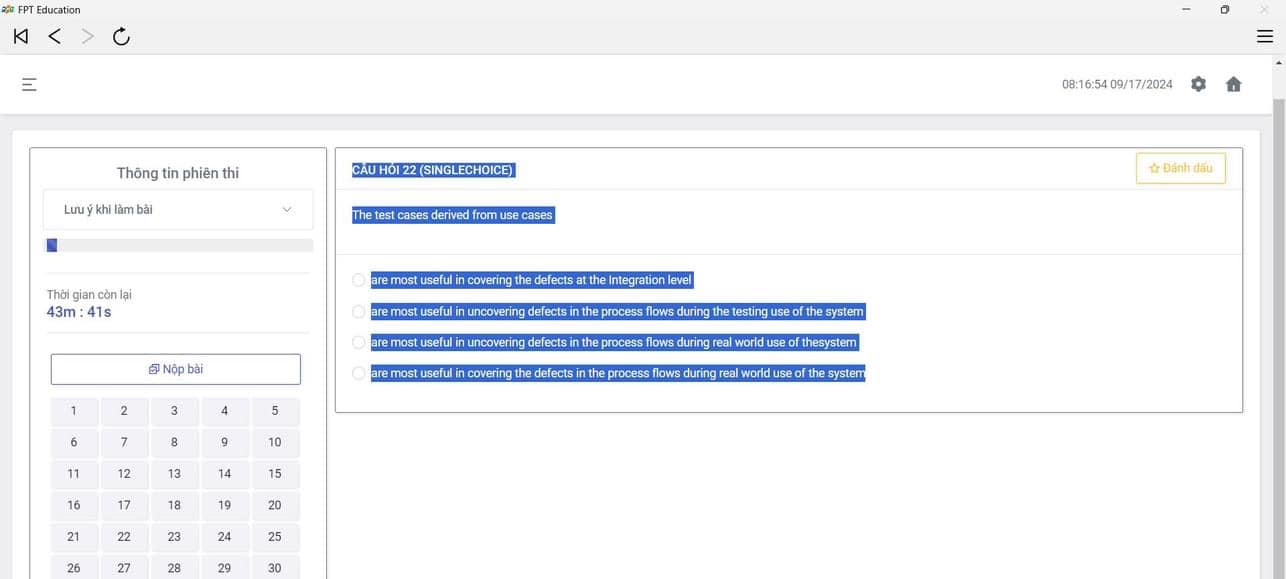 FPT Education
08:16:54 09/17/2024
Thông tin phiên thi
Lưu ý khi làm bài
Thời gian còn lại
43m : 41s
Nộp bài
1 2 3 4 5
6 7 8 9 10
11 12 13 14 15
16 17 18 19 20
21 22 23 24 25
26 27 28 29 30
CÂU HỎI 22 (SINGLECHOICE)
Đánh dấu
The test cases derived from use cases
are most useful in covering the defects at the Integration level
are most useful in uncovering defects in the process flows during the testing use of the system
are most useful in uncovering defects in the process flows during real world use of thesystem
are most useful in covering the defects in the process flows during real world use of the system